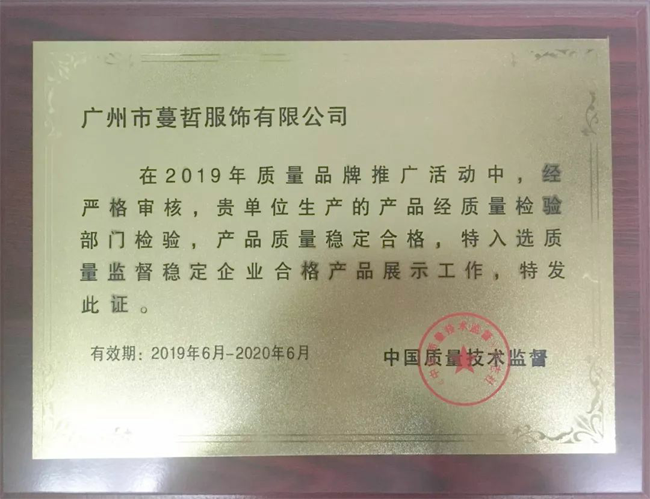 广州市蔓哲服饰有限公司
在2019年质量品牌推广活动中，经
严格审核，贵单位生产的产品经质量检验
部门检验，产品质量稳定合格，特入选质
量监督稳定企业合格产品展示工作，特发
此证。
有效期：2019年6月-2020年6月
中国质量技术监督